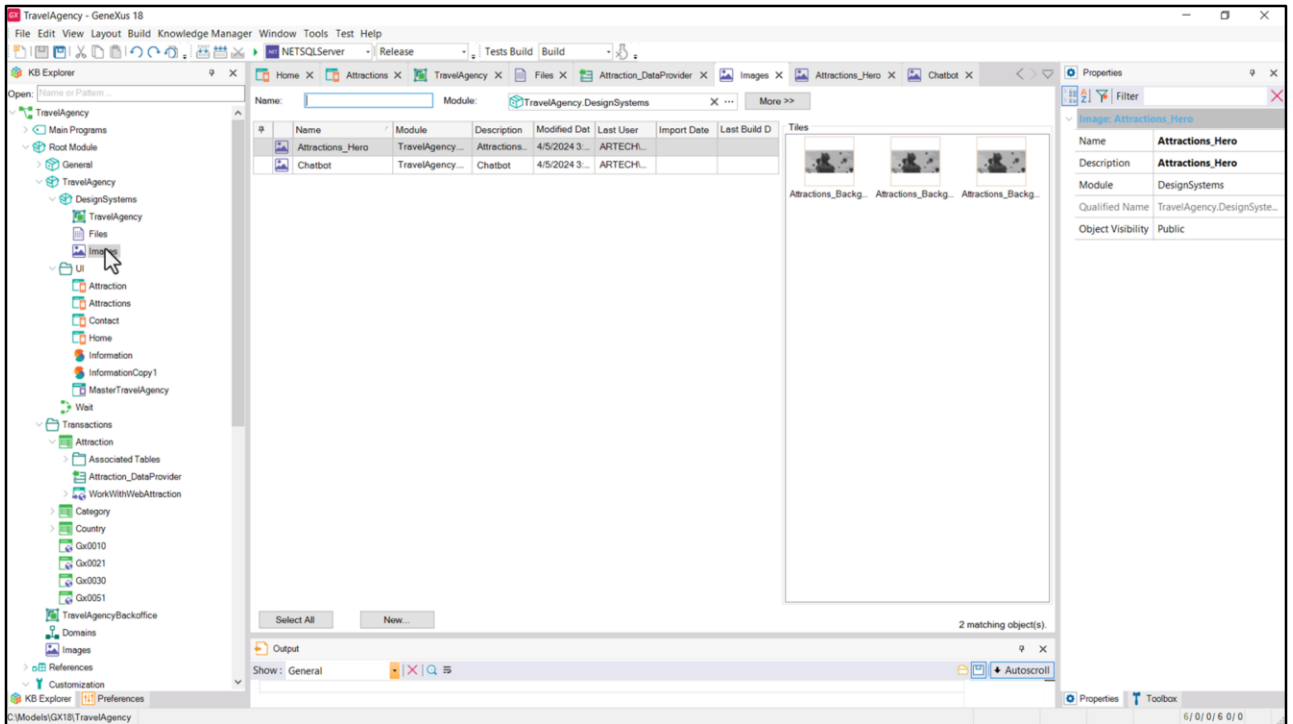 GX TravelAgency - GeneXus 18
File Edit View Layout Build Knowledge Manager Window Tools Test Help
NETSQLServer Release Tests Build Build
KB Explorer
Open: Name or Pattern ...
TravelAgency
Main Programs
Root Module
General
TravelAgency
DesignSystems
TravelAgency
Files
Images
UI
Attraction
Attractions
Contact
Home
Information
InformationCopy1
MasterTravelAgency
Wait
Transactions
Attraction
Associated Tables
Attraction_DataProvider
WorkWithWebAttraction
Category
Country
Gx0010
Gx0021
Gx0030
Gx0051
TravelAgencyBackoffice
Domains
Images
References
Customization
KB Explorer Preferences
Home X Attractions X TravelAgency X Files X Attraction_DataProvider X Images X Attractions_Hero X Chatbot X
Name: Module: TravelAgency.DesignSystems X ... More >>
Name Module Description Modified Dat Last User Import Date Last Build D
Attractions_Hero TravelAgency... Attractions... 4/5/2024 3:... ARTECH\...
Chatbot TravelAgency... Chatbot 4/5/2024 3:... ARTECH\...
Tiles
Attractions_Backg... Attractions_Backg... Attractions_Backg...
Select All New...
2 matching object(s).
Output
Show: General Autoscroll
Properties
Filter
Image: Attractions_Hero
Name Attractions_Hero
Description Attractions_Hero
Module DesignSystems
Qualified Name TravelAgency.DesignSyste...
Object Visibility Public
Properties Toolbox
C:\Models\GX18\TravelAgency
6/0/0/6 0/0